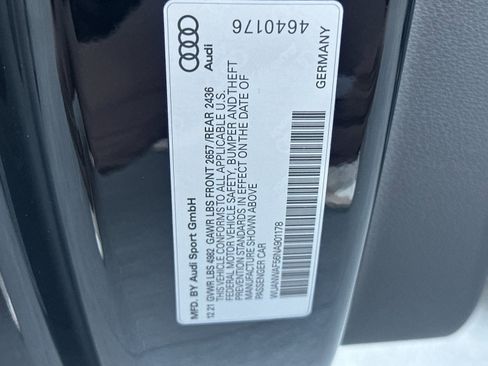 4640176
Audi
GERMANY
MFD. BY Audi Sport GmbH
12.21 GVWR LBS 4982 GAWR LBS FRONT 2657 /REAR 2436
THIS VEHICLE CONFORMS TO ALL APPLICABLE U.S.
FEDERAL MOTOR VEHICLE SAFETY, BUMPER AND THEFT
PREVENTION STANDARDS IN EFFECT ON THE DATE OF
MANUFACTURE SHOWN ABOVE.
PASSENGER CAR
WUANWAF56NA901178